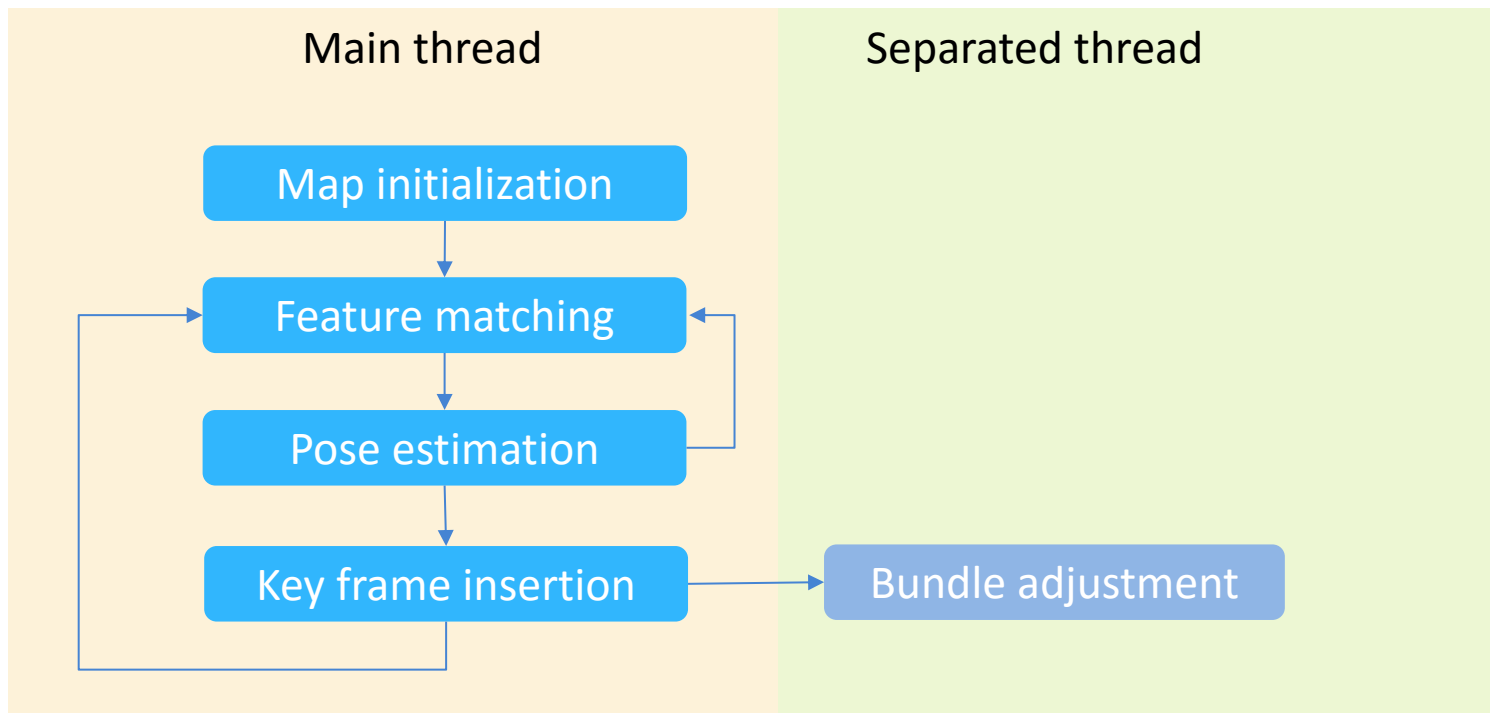 Main thread
Separated thread
Map initialization
Feature matching
Pose estimation
Key frame insertion
Bundle adjustment